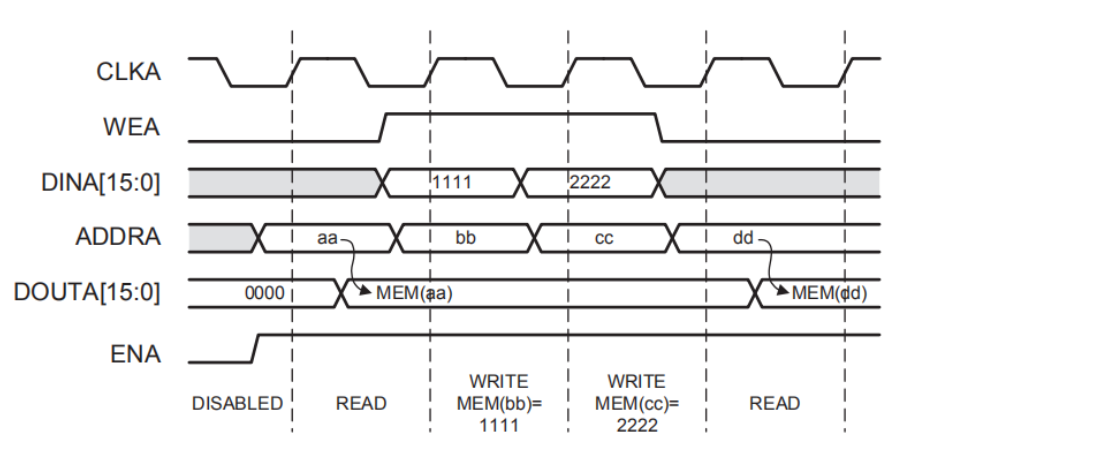 CLKA
WEA
DINA[15:0] 1111 2222
ADDRA aa bb cc dd
DOUTA[15:0] 0000 MEM(aa) MEM(dd)
ENA
DISABLED READ WRITE MEM(bb)= 1111 WRITE MEM(cc)= 2222 READ